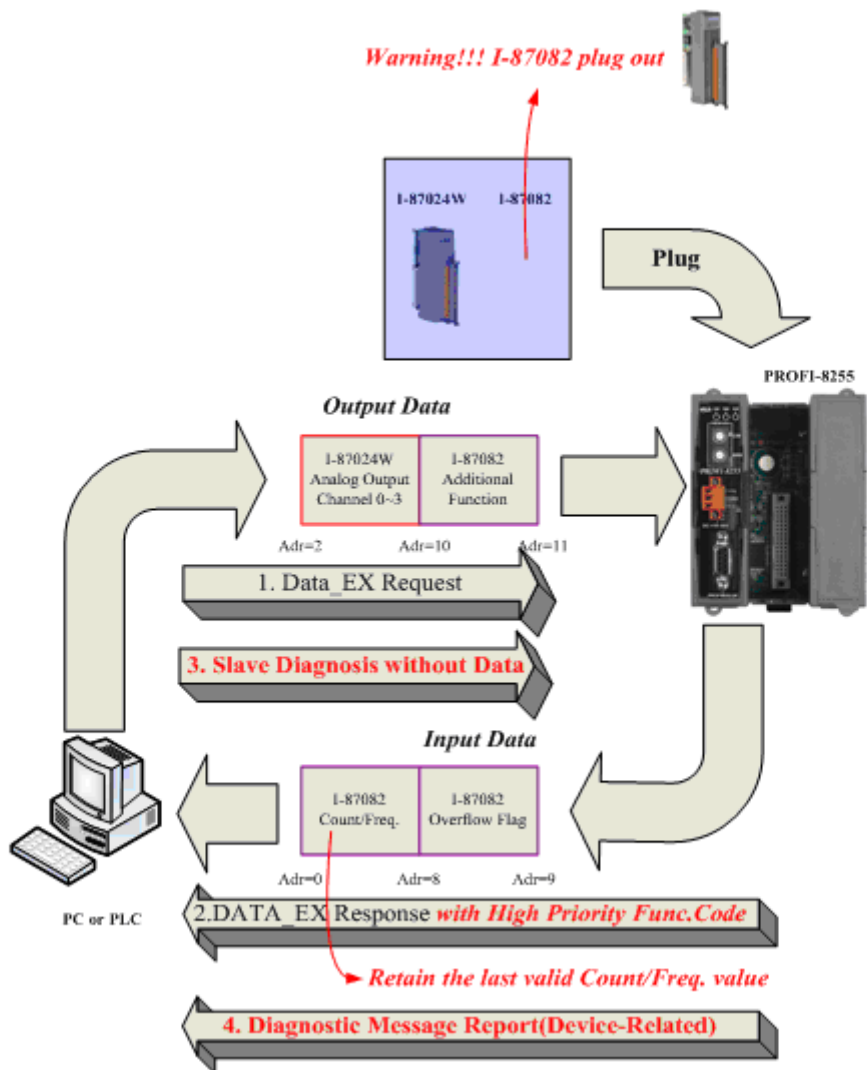 Warning!!! I-87082 plug out
I-87024W
I-87082
Plug
PROFI-8255
Output Data
I-87024W
Analog Output
Channel 0~3
I-87082
Additional
Function
Adr=2
Adr=10
Adr=11
1. Data_EX Request
3. Slave Diagnosis without Data
Input Data
I-87082
Count/Freq.
I-87082
Overflow Flag
Adr=0
Adr=8
Adr=9
PC or PLC
2.DATA_EX Response with High Priority Func.Code
Retain the last valid Count/Freq. value
4. Diagnostic Message Report(Device-Related)